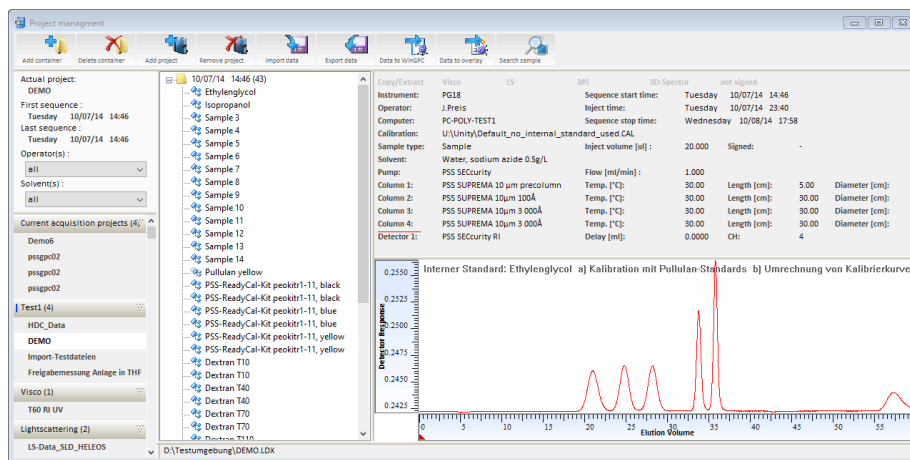 Project managment
Add container Delete container Add project Remove project Import data Export data Data to WinGPC Data to overlay Search sample
Actual project:
DEMO
First sequence :
Tuesday 10/07/14 14:46
Last sequence :
Tuesday 10/07/14 14:46
Operator(s) :
all
Solvent(s) :
all
Current acquisition projects (4)
Demo6
pssgpc02
pssgpc02
pssgpc02
Test1 (4)
HDC_Data
DEMO
Import-Testdateien
Freigabemessung Anlage in THF
Visco (1)
T60 RI UV
Lightscattering (2)
LS-Data_SLD_HELEOS
10/07/14 14:46 (43)
Ethylenglycol
Isopropanol
Sample 3
Sample 4
Sample 5
Sample 6
Sample 7
Sample 8
Sample 9
Sample 10
Sample 11
Sample 12
Sample 13
Sample 14
Pullulan yellow
PSS-ReadyCal-Kit peokitr1-11, black
PSS-ReadyCal-Kit peokitr1-11, black
PSS-ReadyCal-Kit peokitr1-11, blue
PSS-ReadyCal-Kit peokitr1-11, blue
PSS-ReadyCal-Kit peokitr1-11, yellow
PSS-ReadyCal-Kit peokitr1-11, yellow
Dextran T10
Dextran T10
Dextran T40
Dextran T40
Dextran T70
Dextran T70
Dextran T110
Copy/Extract Visco LS MS 3D-Spectra not signed
Instrument: PG18 Sequence start time: Tuesday 10/07/14 14:46
Operator: J.Preis Inject time: Tuesday 10/07/14 23:40
Computer: PC-POLY-TEST1 Sequence stop time: Wednesday 10/08/14 17:58
Calibration: U:\Unity\Default_no_internal_standard_used.CAL
Sample type: Sample Inject volume [ul] : 20.000 Signed: -
Solvent: Water, sodium azide 0.5g/L
Pump: PSS SECcurity Flow [ml/min] : 1.000
Column 1: PSS SUPREMA 10 µm precolumn Temp. [°C]: 30.00 Length [cm]: 5.00 Diameter [cm]:
Column 2: PSS SUPREMA 10µm 100Å Temp. [°C]: 30.00 Length [cm]: 30.00 Diameter [cm]:
Column 3: PSS SUPREMA 10µm 3 000Å Temp. [°C]: 30.00 Length [cm]: 30.00 Diameter [cm]:
Column 4: PSS SUPREMA 10µm 3 000Å Temp. [°C]: 30.00 Length [cm]: 30.00 Diameter [cm]:
Detector 1: PSS SECcurity RI Delay [ml]: 0.0000 CH: 4
Interner Standard: Ethylenglycol a) Kalibration mit Pullulan-Standards b) Umrechnung von Kalibrierkurve
Detector Response
0.2550
0.2525
0.2500
0.2475
0.2450
0.2425
0 5 10 15 20 25 30 35 40 45 50 55 60
Elution Volume
D:\Testumgebung\DEMO.LDX